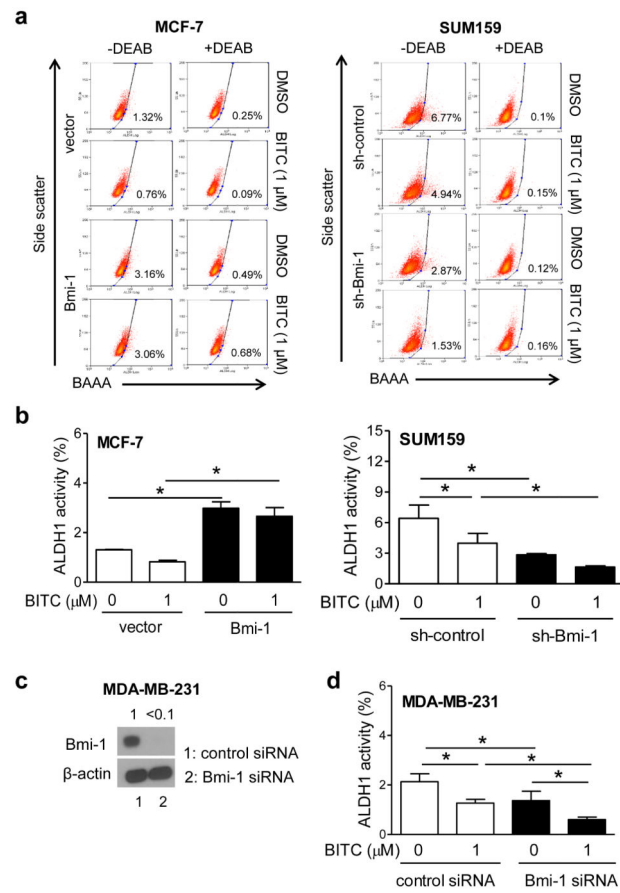 a
MCF-7
-DEAB
+DEAB
Side scatter
vector
Bmi-1
1.32%
0.25%
DMSO
0.76%
0.09%
BITC (1 μM)
3.16%
0.49%
DMSO
3.06%
0.68%
BITC (1 μM)
BAAA
SUM159
-DEAB
+DEAB
Side scatter
sh-control
sh-Bmi-1
6.77%
0.1%
DMSO
4.94%
0.15%
BITC (1 μM)
2.87%
0.12%
DMSO
1.53%
0.16%
BITC (1 μM)
BAAA
b
MCF-7
ALDH1 activity (%)
6
4
2
0
*
*
BITC (μM) 0 1 0 1
vector Bmi-1
SUM159
ALDH1 activity (%)
15
12
9
6
3
0
*
*
*
0 1 0 1
sh-control sh-Bmi-1
c
MDA-MB-231
1 <0.1
Bmi-1
β-actin
1: control siRNA
2: Bmi-1 siRNA
1 2
d
MDA-MB-231
ALDH1 activity (%)
6
4
2
0
*
*
*
*
BITC (μM) 0 1 0 1
control siRNA Bmi-1 siRNA